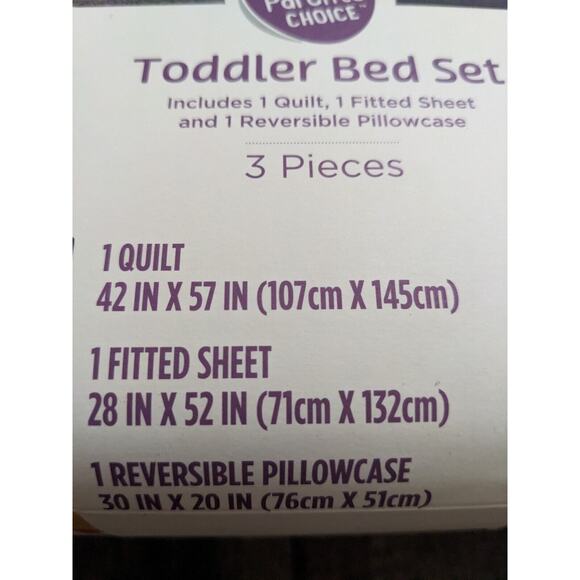 Parent's
CHOICE™
Toddler Bed Set
Includes 1 Quilt, 1 Fitted Sheet
and 1 Reversible Pillowcase
3 Pieces
1 QUILT
42 IN X 57 IN (107cm X 145cm)
1 FITTED SHEET
28 IN X 52 IN (71cm X 132cm)
1 REVERSIBLE PILLOWCASE
30 IN X 20 IN (76cm X 51cm)